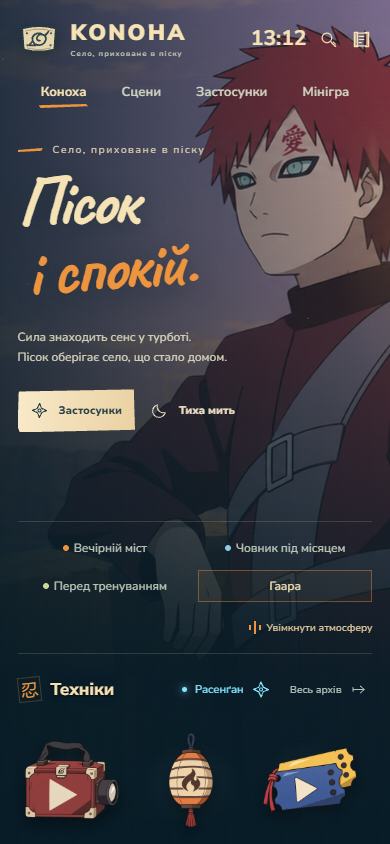 KONOHA
Село, приховане в піску
13:12
Коноха
Сцени
Застосунки
Мінігра
Село, приховане в піску
愛
Пісок
і спокій.
Сила знаходить сенс у турботі.
Пісок оберігає село, що стало домом.
Застосунки
Тиха мить
Вечірній міст
Човник під місяцем
Перед тренуванням
Гаара
Увімкнути атмосферу
忍 Техніки
Расенґан
Весь архів